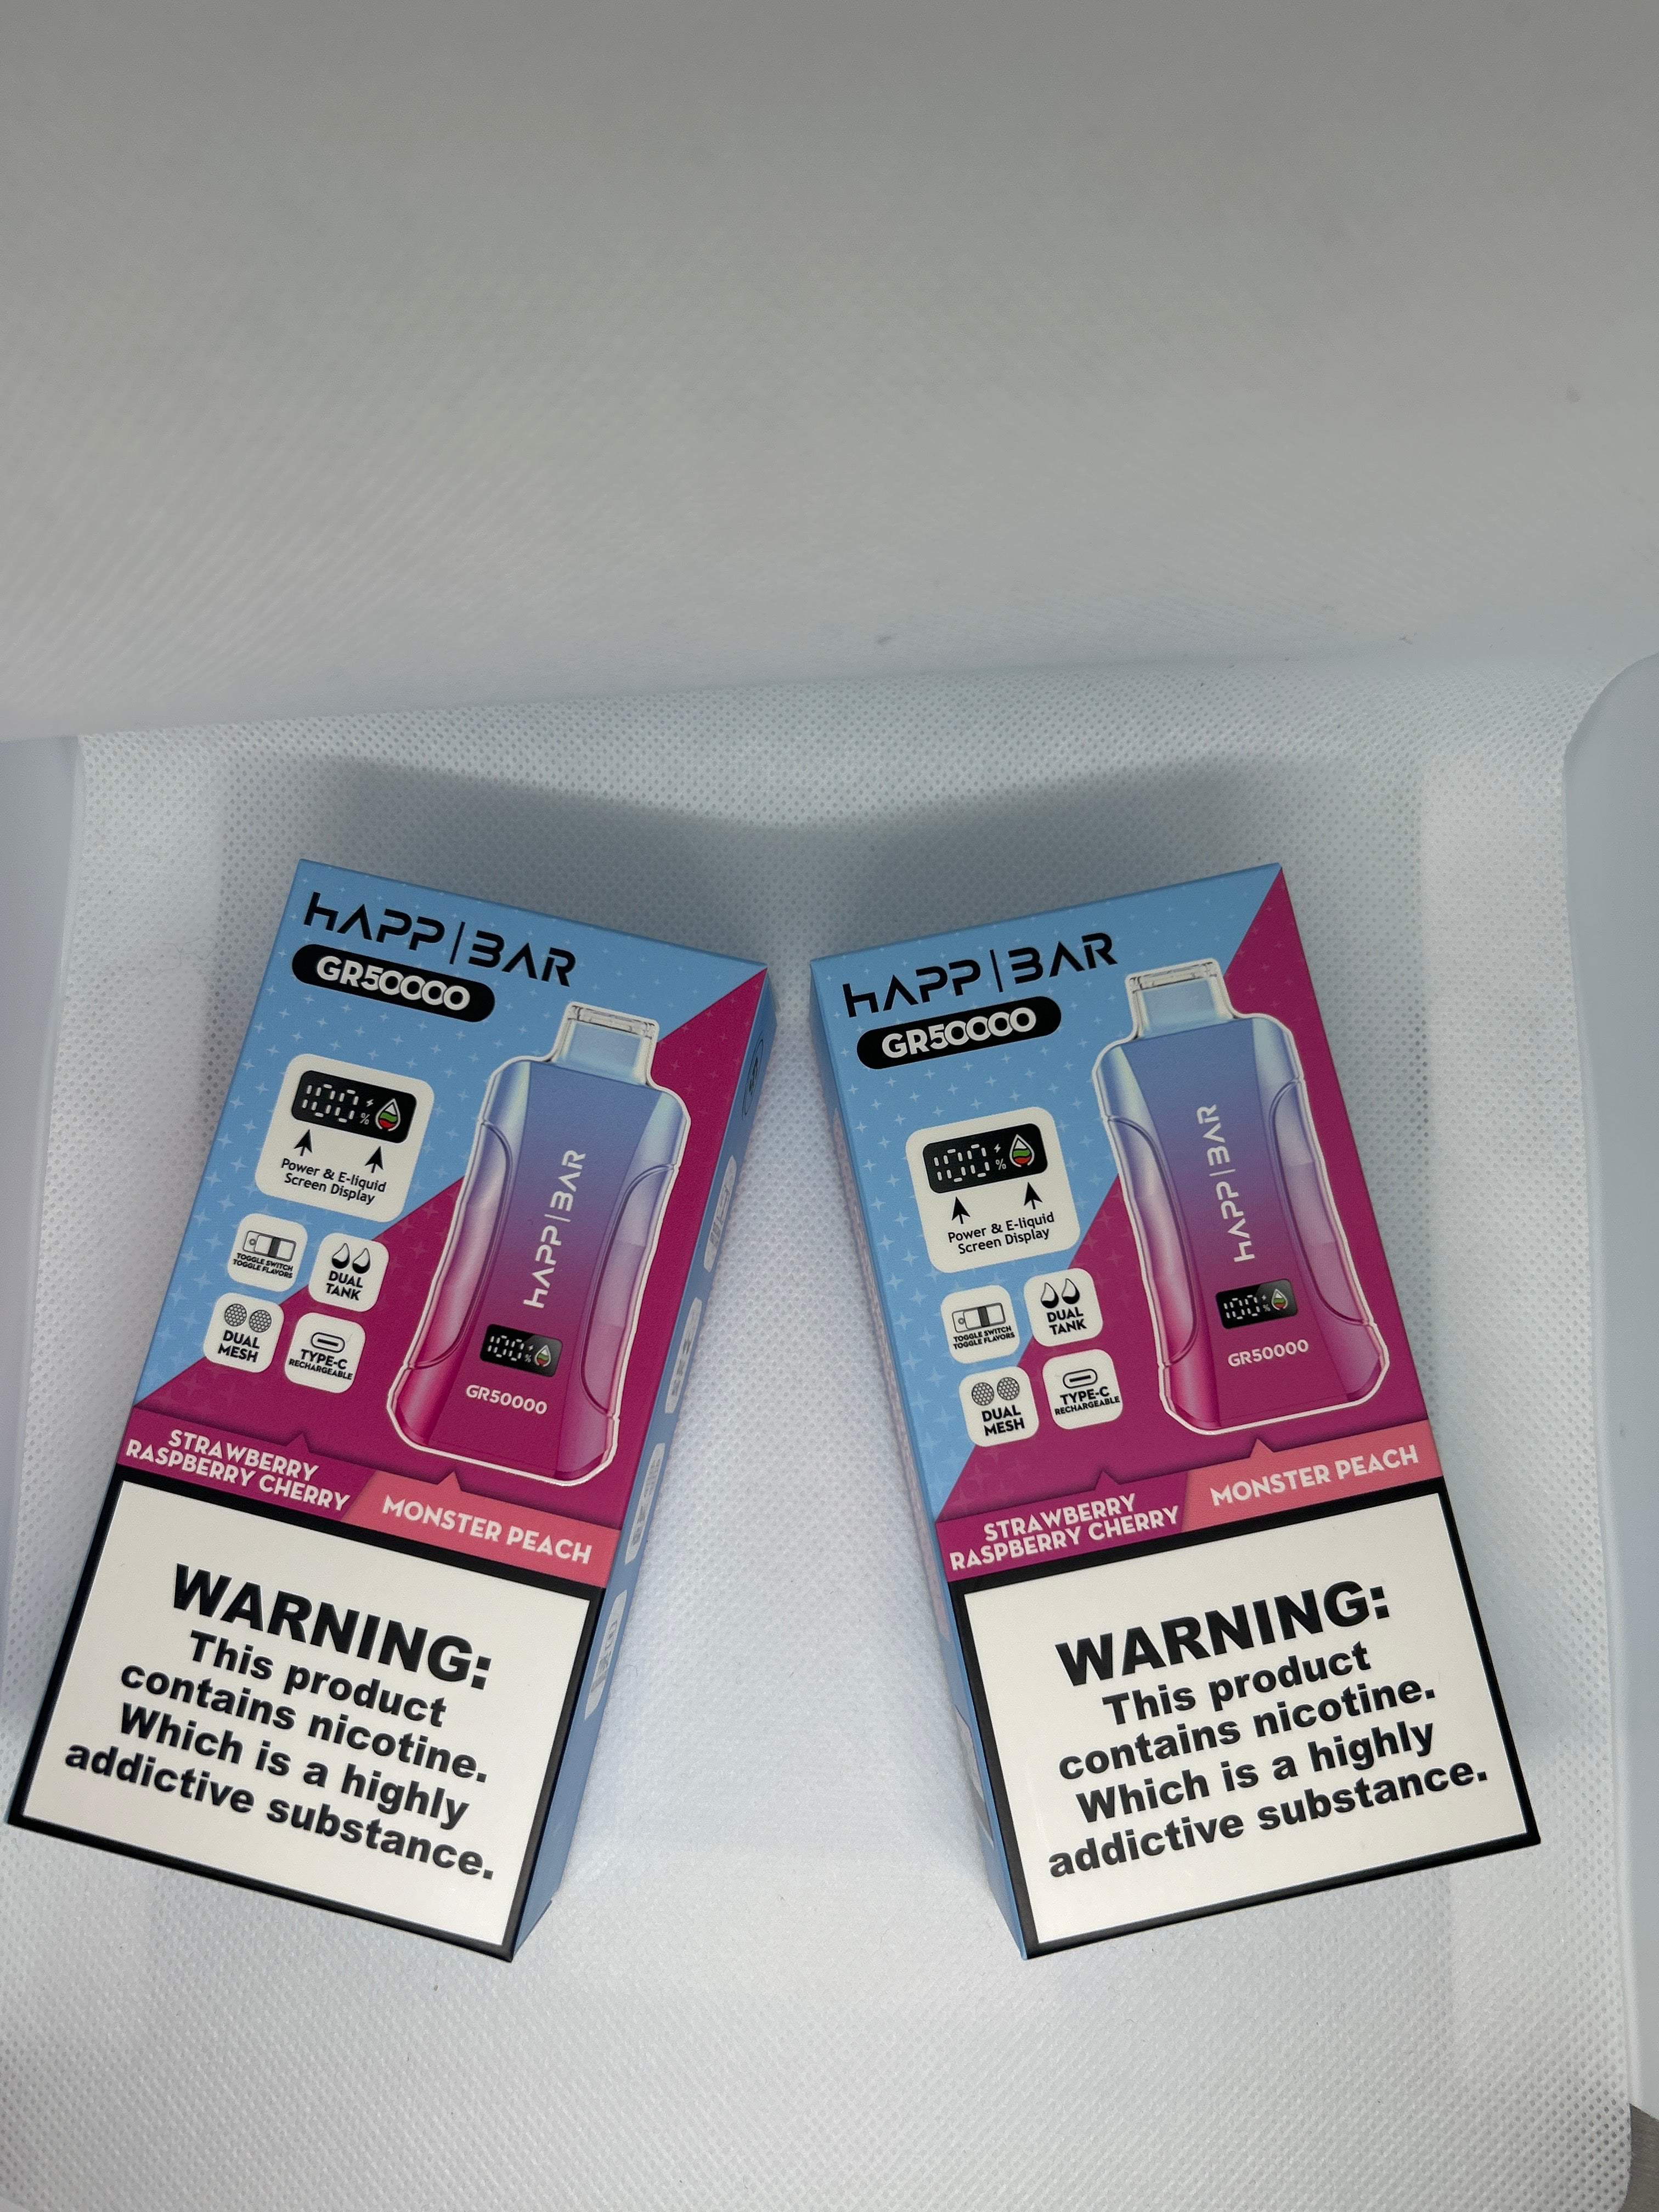 HAPP|BAR
GR50000
100%
Power & E-liquid
Screen Display
TOGGLE SWITCH
TOGGLE FLAVORS
DUAL
TANK
DUAL
MESH
TYPE-C
RECHARGEABLE
HAPP|BAR
100%
GR50000
STRAWBERRY
RASPBERRY CHERRY
MONSTER PEACH
WARNING:
This product
contains nicotine.
Which is a highly
addictive substance.
HAPP|BAR
GR50000
100%
Power & E-liquid
Screen Display
TOGGLE SWITCH
TOGGLE FLAVORS
DUAL
TANK
DUAL
MESH
TYPE-C
RECHARGEABLE
HAPP|BAR
100%
GR50000
STRAWBERRY
RASPBERRY CHERRY
MONSTER PEACH
WARNING:
This product
contains nicotine.
Which is a highly
addictive substance.